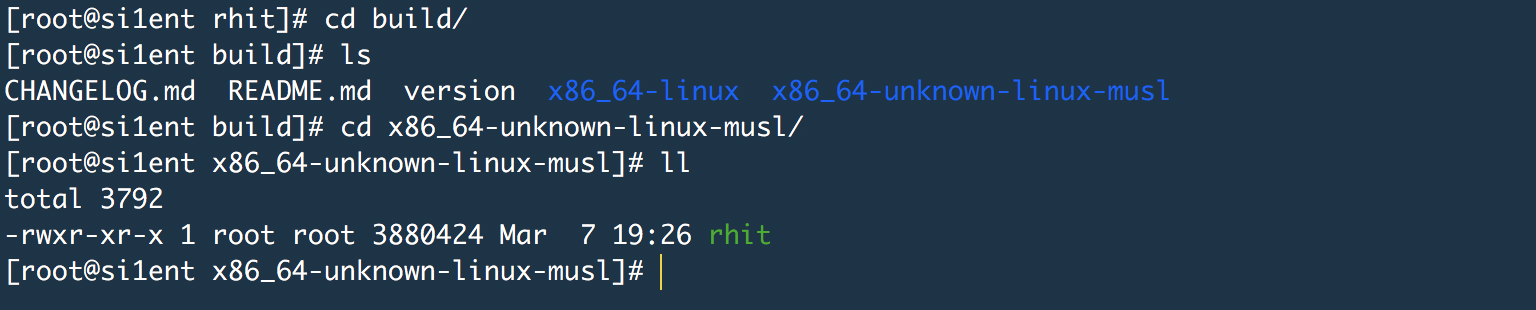 [root@si1ent rhit]# cd build/
[root@si1ent build]# ls
CHANGELOG.md  README.md  version  x86_64-linux  x86_64-unknown-linux-musl
[root@si1ent build]# cd x86_64-unknown-linux-musl/
[root@si1ent x86_64-unknown-linux-musl]# ll
total 3792
-rwxr-xr-x 1 root root 3880424 Mar  7 19:26 rhit
[root@si1ent x86_64-unknown-linux-musl]#